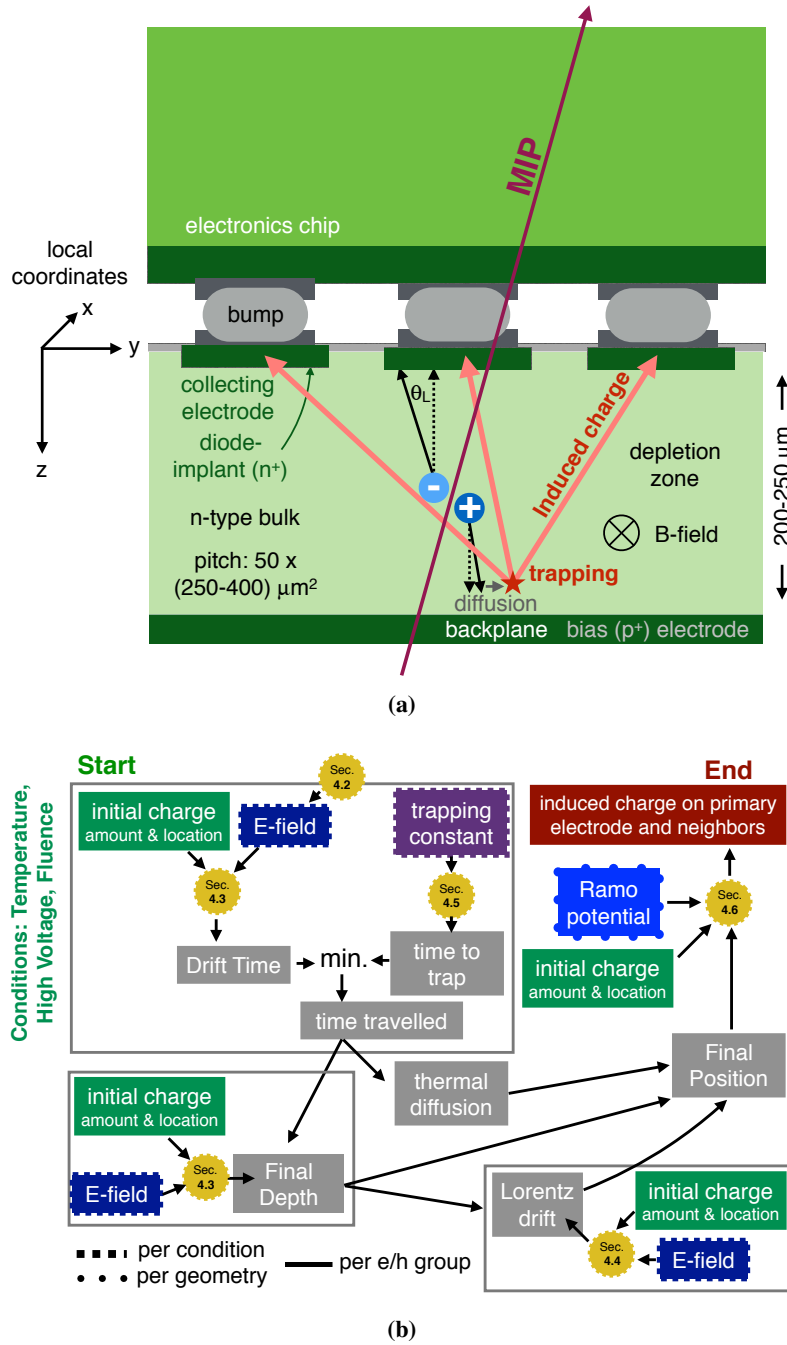 MIP
electronics chip
local
coordinates
x
y
z
bump
collecting
electrode
diode-
implant (n⁺)
θL
-
+
Induced charge
depletion
zone
200-250 μm
n-type bulk
B-field
pitch: 50 x
(250-400) μm²
trapping
diffusion
backplane
bias (p⁺) electrode
(a)
Conditions: Temperature,
High Voltage, Fluence
Start
Sec.
4.2
End
initial charge
amount & location
E-field
trapping
constant
induced charge on primary
electrode and neighbors
Sec.
4.3
Sec.
4.5
Ramo
potential
Sec.
4.6
Drift Time
min.
time to
trap
initial charge
amount & location
time travelled
thermal
diffusion
Final
Position
initial charge
amount & location
Sec.
4.3
E-field
Final
Depth
Lorentz
drift
initial charge
amount & location
Sec.
4.4
E-field
per condition
per geometry
per e/h group
(b)